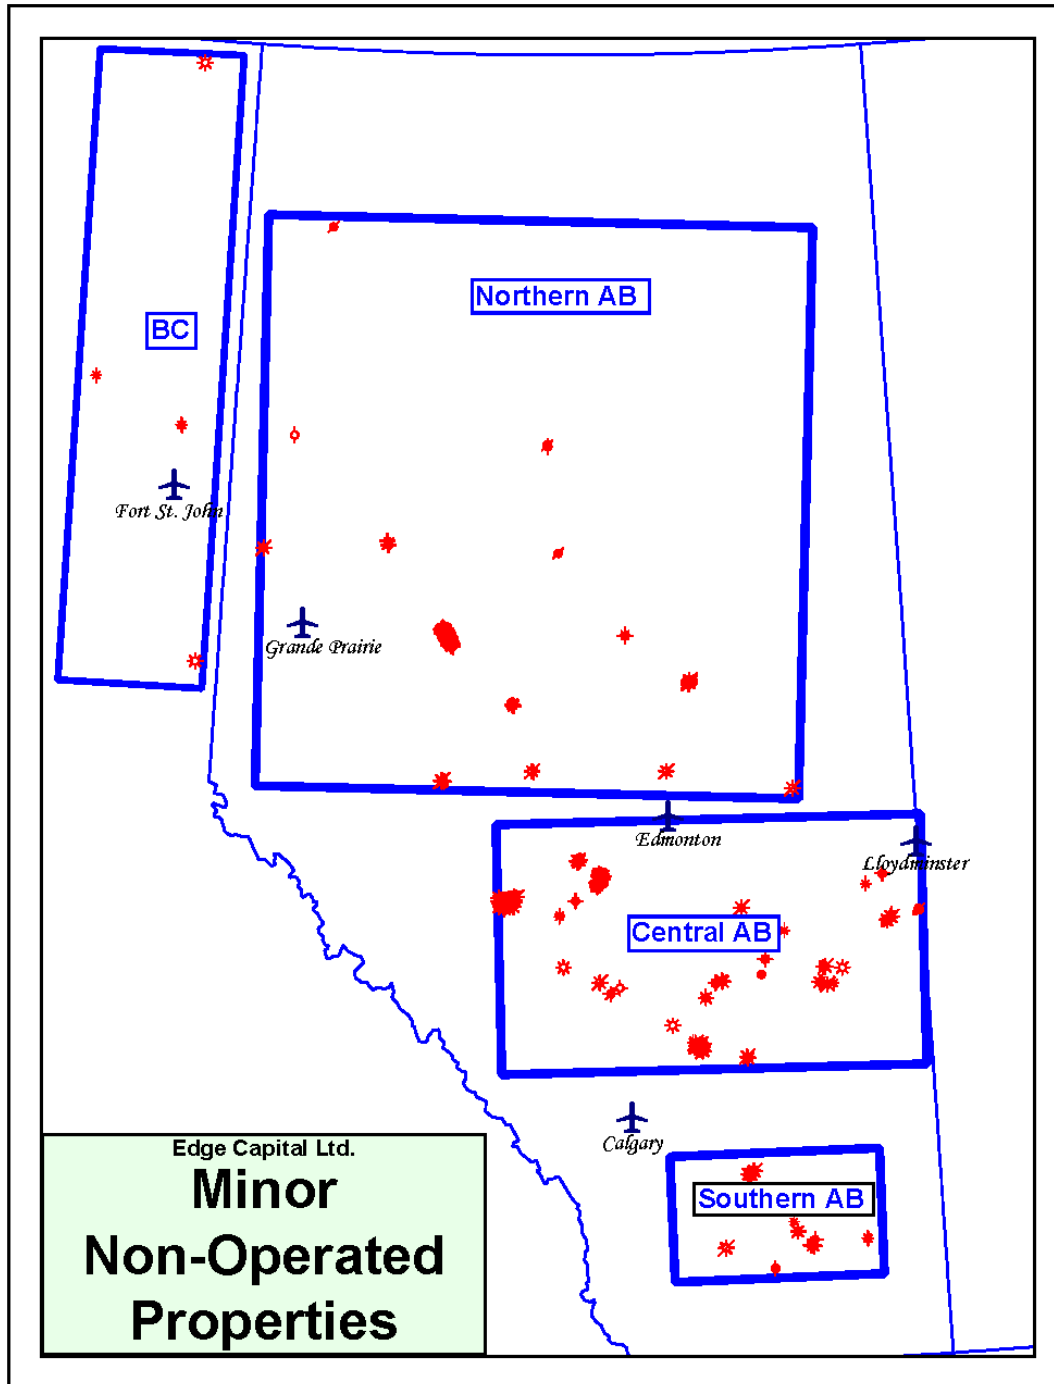 Northern AB
BC
Fort St. John
Grande Prairie
Edmonton
Lloydminster
Central AB
Calgary
Southern AB
Edge Capital Ltd.
Minor
Non-Operated
Properties